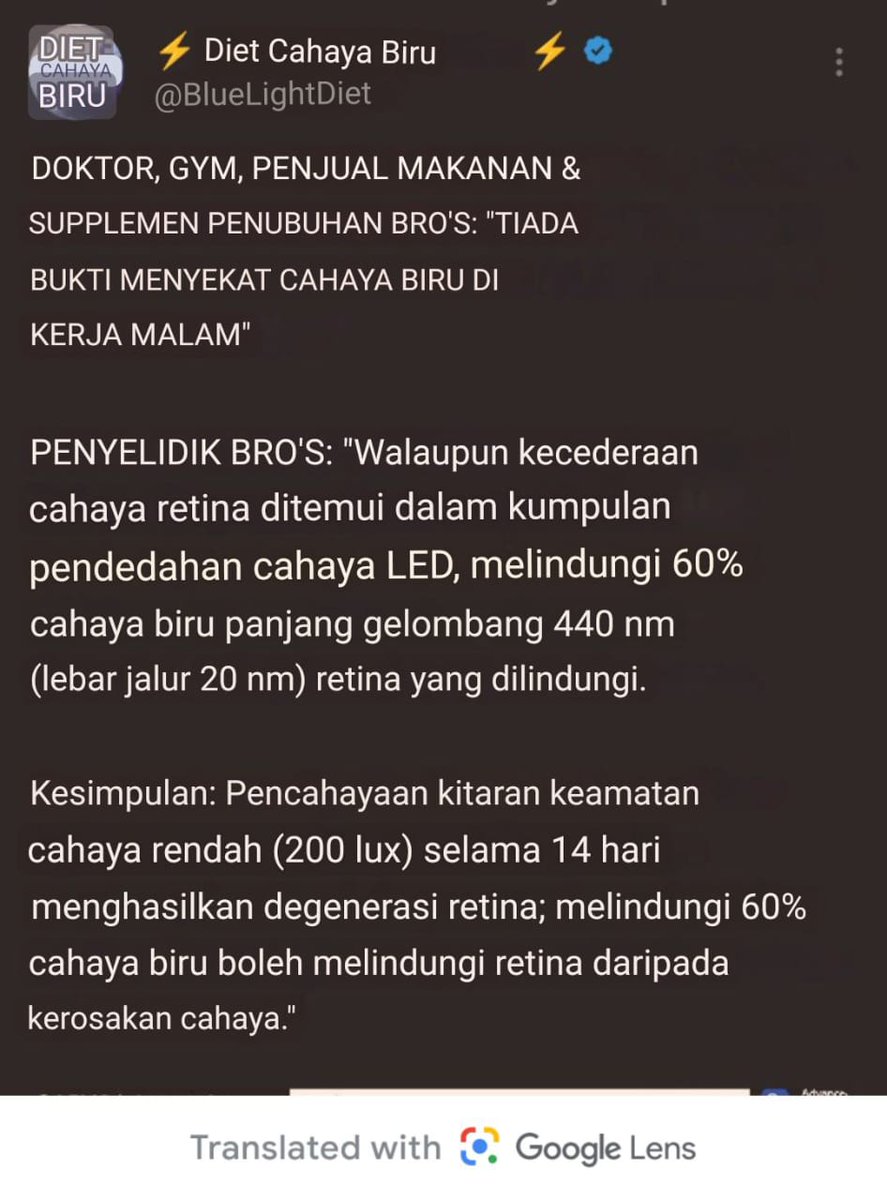 DIET
CAHAYA
BIRU
⚡ Diet Cahaya Biru ⚡
@BlueLightDiet
DOKTOR, GYM, PENJUAL MAKANAN &
SUPPLEMEN PENUBUHAN BRO'S: "TIADA
BUKTI MENYEKAT CAHAYA BIRU DI
KERJA MALAM"
PENYELIDIK BRO'S: "Walaupun kecederaan
cahaya retina ditemui dalam kumpulan
pendedahan cahaya LED, melindungi 60%
cahaya biru panjang gelombang 440 nm
(lebar jalur 20 nm) retina yang dilindungi.
Kesimpulan: Pencahayaan kitaran keamatan
cahaya rendah (200 lux) selama 14 hari
menghasilkan degenerasi retina; melindungi 60%
cahaya biru boleh melindungi retina daripada
kerosakan cahaya."
Translated with Google Lens